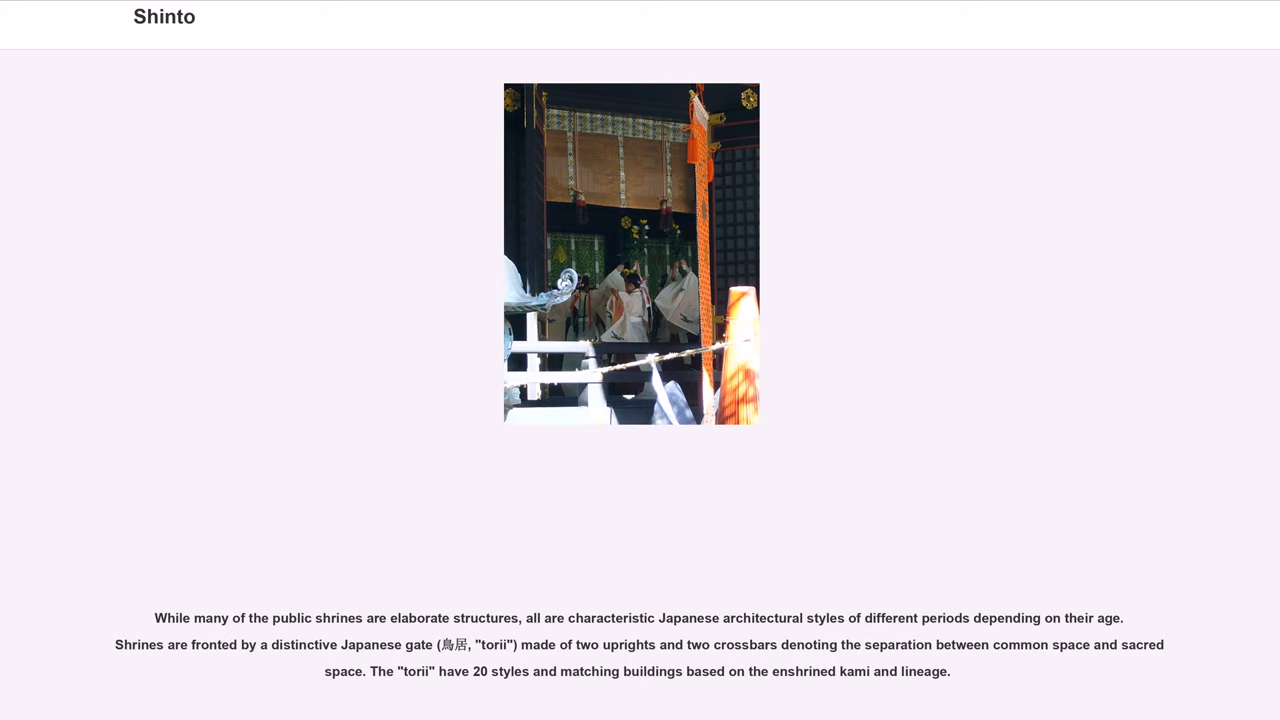 Shinto
While many of the public shrines are elaborate structures, all are characteristic Japanese architectural styles of different periods depending on their age.
Shrines are fronted by a distinctive Japanese gate (鳥居, "torii") made of two uprights and two crossbars denoting the separation between common space and sacred
space. The "torii" have 20 styles and matching buildings based on the enshrined kami and lineage.